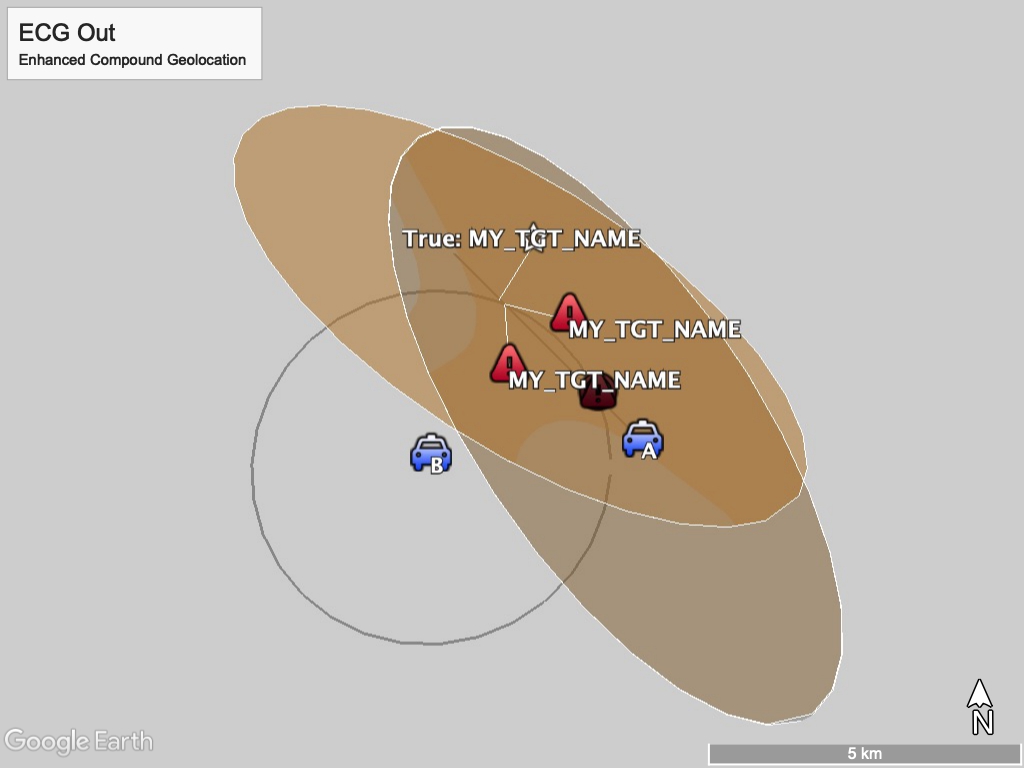 ECG Out
Enhanced Compound Geolocation
True: MY_TGT_NAME
MY_TGT_NAME
MY_TGT_NAME
A
B
N
Google Earth
5 km